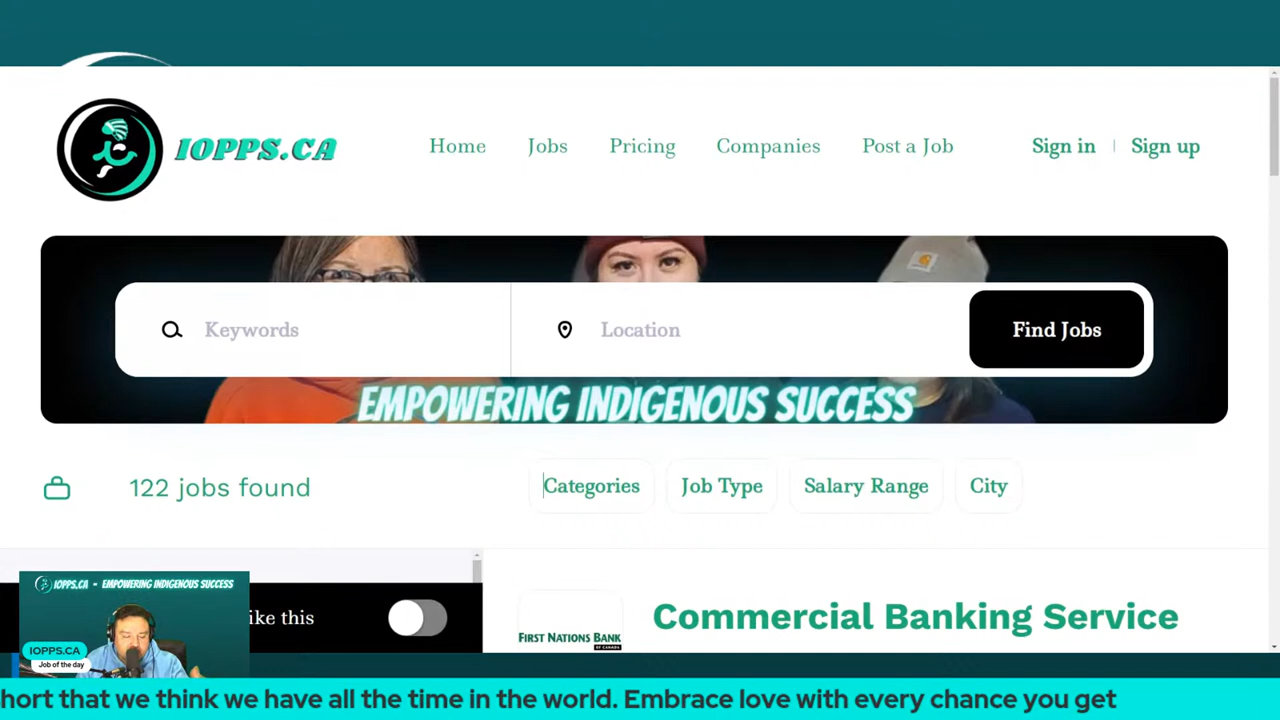 IOPPS.CA
Home Jobs Pricing Companies Post a Job Sign in Sign up
Keywords Location Find Jobs
EMPOWERING INDIGENOUS SUCCESS
122 jobs found Categories Job Type Salary Range City
IOPPS.CA - EMPOWERING INDIGENOUS SUCCESS
ike this
Commercial Banking Service
FIRST NATIONS BANK
OF CANADA
IOPPS.CA
Job of the day
hort that we think we have all the time in the world. Embrace love with every chance you get